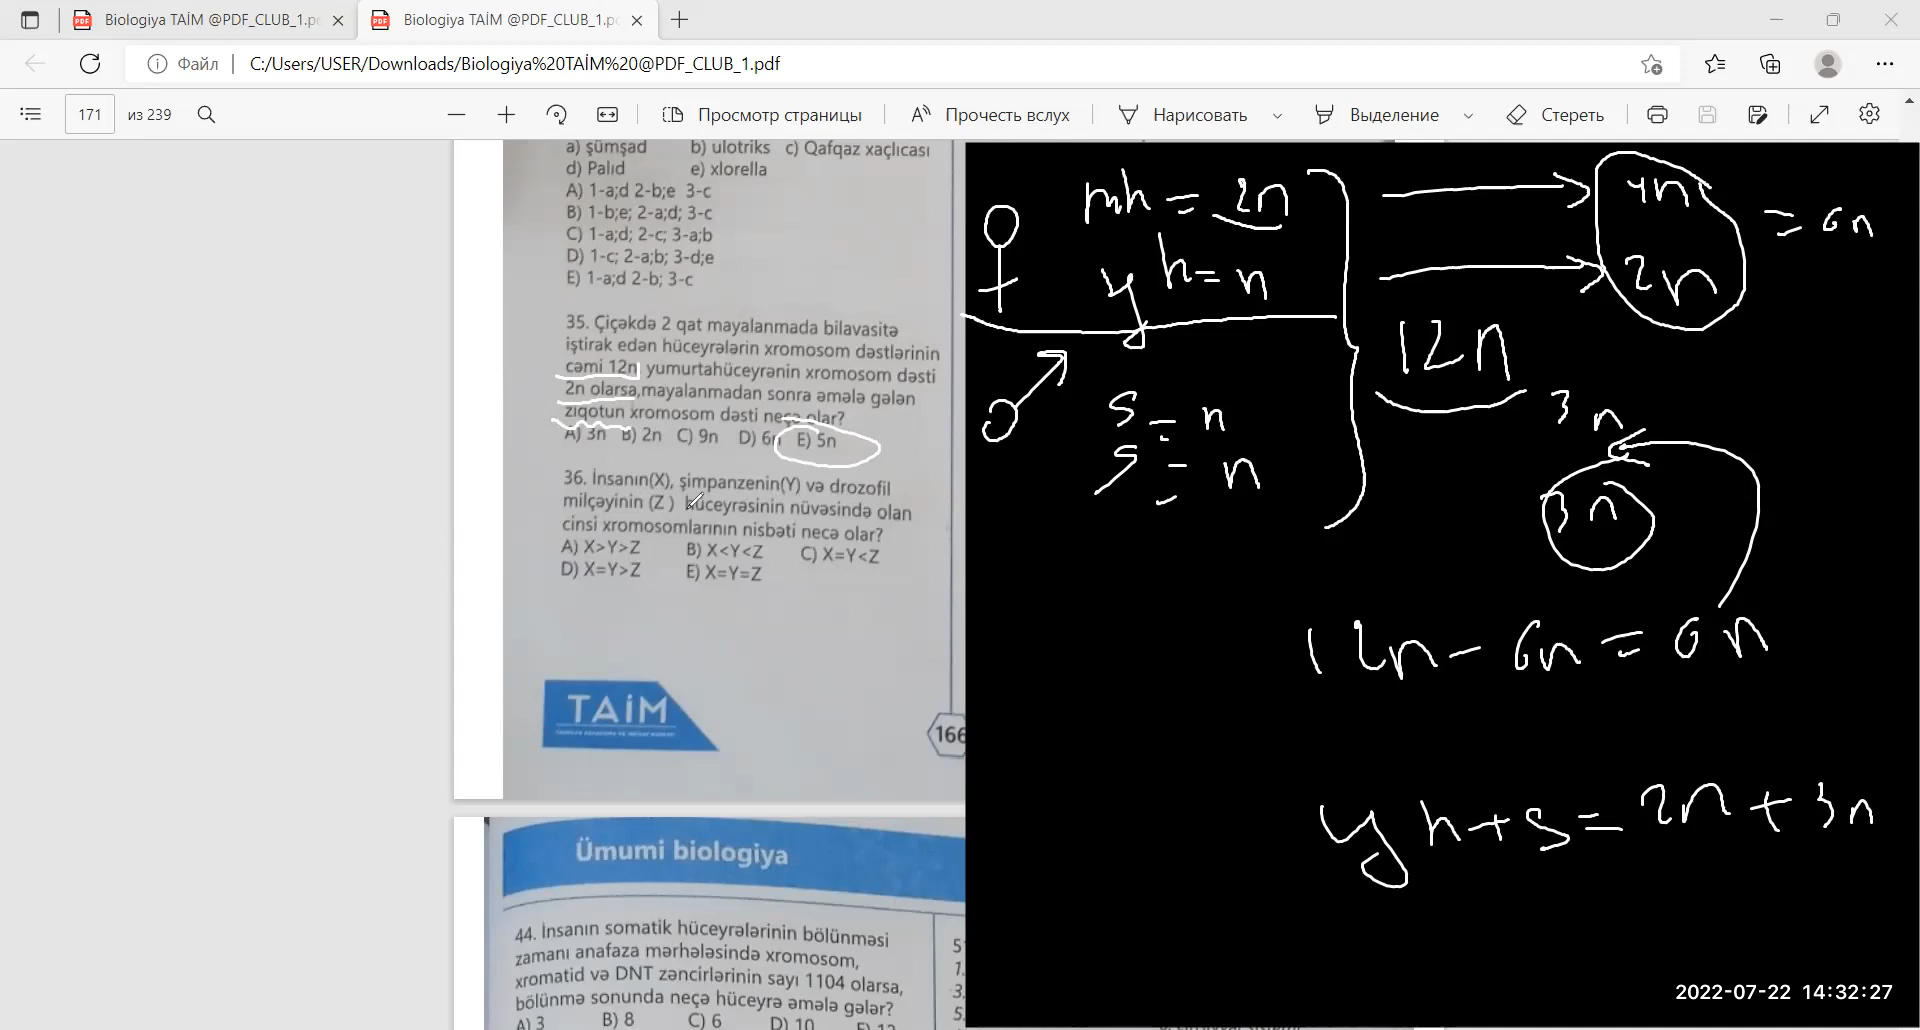 Biologiya TAİM @PDF_CLUB_1.p
Biologiya TAİM @PDF_CLUB_1.p
Файл
C:/Users/USER/Downloads/Biologiya%20TAİM%20@PDF_CLUB_1.pdf
171 из 239
Просмотр страницы
Прочесть вслух
Нарисовать
Выделение
Стереть
a) şümşad b) ulotriks c) Qafqaz xaçlıcası
d) Palıd e) xlorella
A) 1-a;d 2-b;e 3-c
B) 1-b;e; 2-a;d; 3-c
C) 1-a;d; 2-c; 3-a;b
D) 1-c; 2-a;b; 3-d;e
E) 1-a;d 2-b; 3-c
35. Çiçəkdə 2 qat mayalanmada bilavasitə
iştirak edən hüceyrələrin xromosom dəstlərinin
cəmi 12n yumurtahüceyrənin xromosom dəsti
2n olarsa,mayalanmadan sonra əmələ gələn
ziqotun xromosom dəsti neçə olar?
A) 3n B) 2n C) 9n D) 6n E) 5n
36. İnsanın(X), şimpanzenin(Y) və drozofil
milçəyinin (Z ) hüceyrəsinin nüvəsində olan
cinsi xromosomlarının nisbəti necə olar?
A) X>Y>Z B) X<Y<Z C) X=Y<Z
D) X=Y>Z E) X=Y=Z
TAİM
166
Ümumi biologiya
44. İnsanın somatik hüceyrələrinin bölünməsi
zamanı anafaza mərhələsində xromosom,
xromatid və DNT zəncirlərinin sayı 1104 olarsa,
bölünmə sonunda neçə hüceyrə əmələ gələr?
A) 3 B) 8 C) 6 D) 10 E) 12
5
1.
3.
5.
mh = 2n
4n
= 6n
yh = n
2n
12n
s = n
3n
s = n
3n
12n - 6n = 6n
yh + s = 2n + 3n
2022-07-22 14:32:27